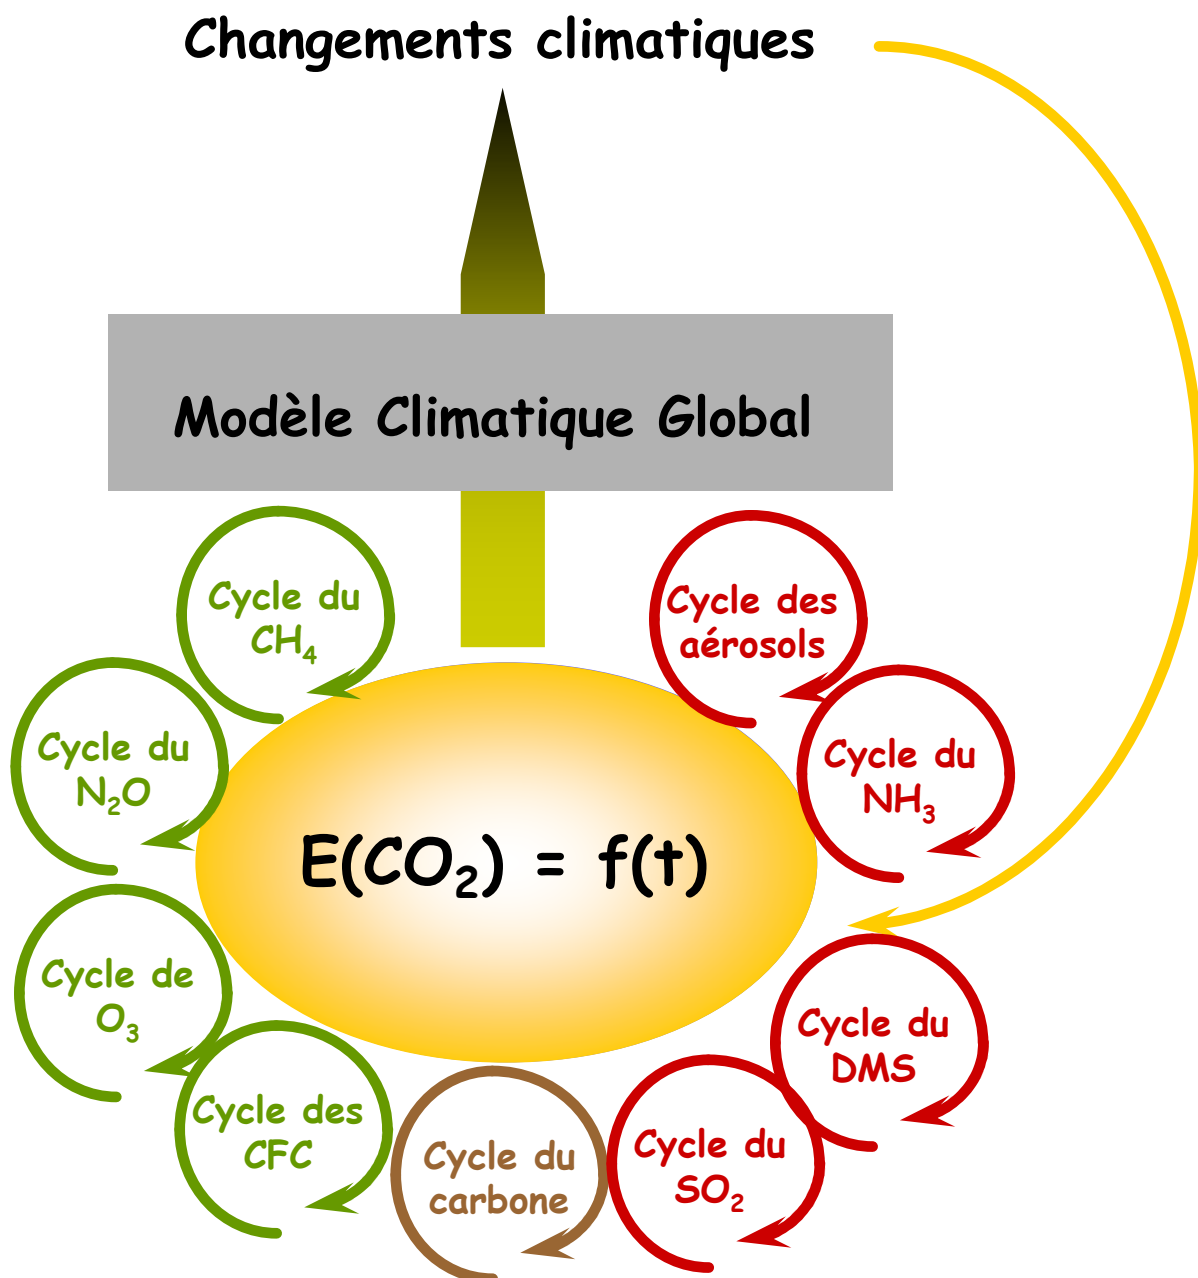 Changements climatiques
Modèle Climatique Global
Cycle du
CH₄
Cycle des
aérosols
Cycle du
N₂O
Cycle du
NH₃
E(CO₂) = f(t)
Cycle de
O₃
Cycle du
DMS
Cycle des
CFC
Cycle du
carbone
Cycle du
SO₂